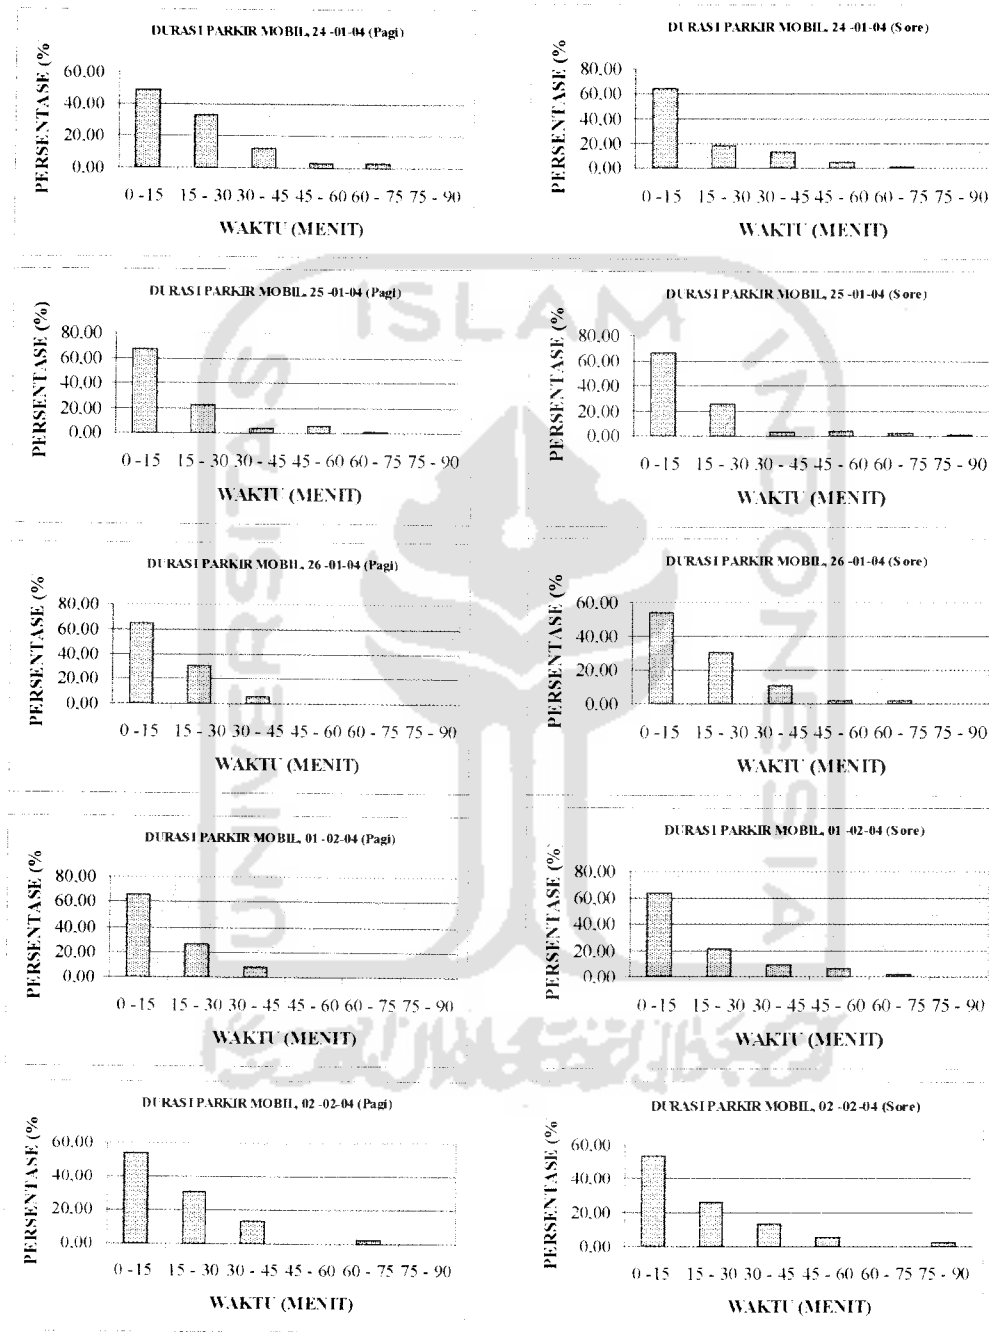 DURASI PARKIR MOBIL, 24 -01-04 (Pagi)
PERSENTASE (%
60,00
40,00
20,00
0,00
0 -15 15 - 30 30 - 45 45 - 60 60 - 75 75 - 90
WAKTU (MENIT)
DURASI PARKIR MOBIL, 24 -01-04 (Sore)
PERSENTASE (%
80,00
60,00
40,00
20,00
0,00
0 -15 15 - 30 30 - 45 45 - 60 60 - 75 75 - 90
WAKTU (MENIT)
DURASI PARKIR MOBIL, 25 -01-04 (Pagi)
PERSENTASE (%)
80,00
60,00
40,00
20,00
0,00
0 -15 15 - 30 30 - 45 45 - 60 60 - 75 75 - 90
WAKTU (MENIT)
DURASI PARKIR MOBIL, 25 -01-04 (Sore)
PERSENTASE (%
80,00
60,00
40,00
20,00
0,00
0 -15 15 - 30 30 - 45 45 - 60 60 - 75 75 - 90
WAKTU (MENIT)
DURASI PARKIR MOBIL, 26 -01-04 (Pagi)
PERSENTASE (%
80,00
60,00
40,00
20,00
0,00
0 -15 15 - 30 30 - 45 45 - 60 60 - 75 75 - 90
WAKTU (MENIT)
DURASI PARKIR MOBIL, 26 -01-04 (Sore)
PERSENTASE (%
60,00
40,00
20,00
0,00
0 -15 15 - 30 30 - 45 45 - 60 60 - 75 75 - 90
WAKTU (MENIT)
DURASI PARKIR MOBIL, 01 -02-04 (Pagi)
PERSENTASE (%
80,00
60,00
40,00
20,00
0,00
0 -15 15 - 30 30 - 45 45 - 60 60 - 75 75 - 90
WAKTU (MENIT)
DURASI PARKIR MOBIL, 01 -02-04 (Sore)
PERSENTASE (%
80,00
60,00
40,00
20,00
0,00
0 -15 15 - 30 30 - 45 45 - 60 60 - 75 75 - 90
WAKTU (MENIT)
DURASI PARKIR MOBIL, 02 -02-04 (Pagi)
PERSENTASE (%
60,00
40,00
20,00
0,00
0 -15 15 - 30 30 - 45 45 - 60 60 - 75 75 - 90
WAKTU (MENIT)
DURASI PARKIR MOBIL, 02 -02-04 (Sore)
PERSENTASE (%
60,00
40,00
20,00
0,00
0 -15 15 - 30 30 - 45 45 - 60 60 - 75 75 - 90
WAKTU (MENIT)
UNIVERSITAS
ISLAM
INDONESIA